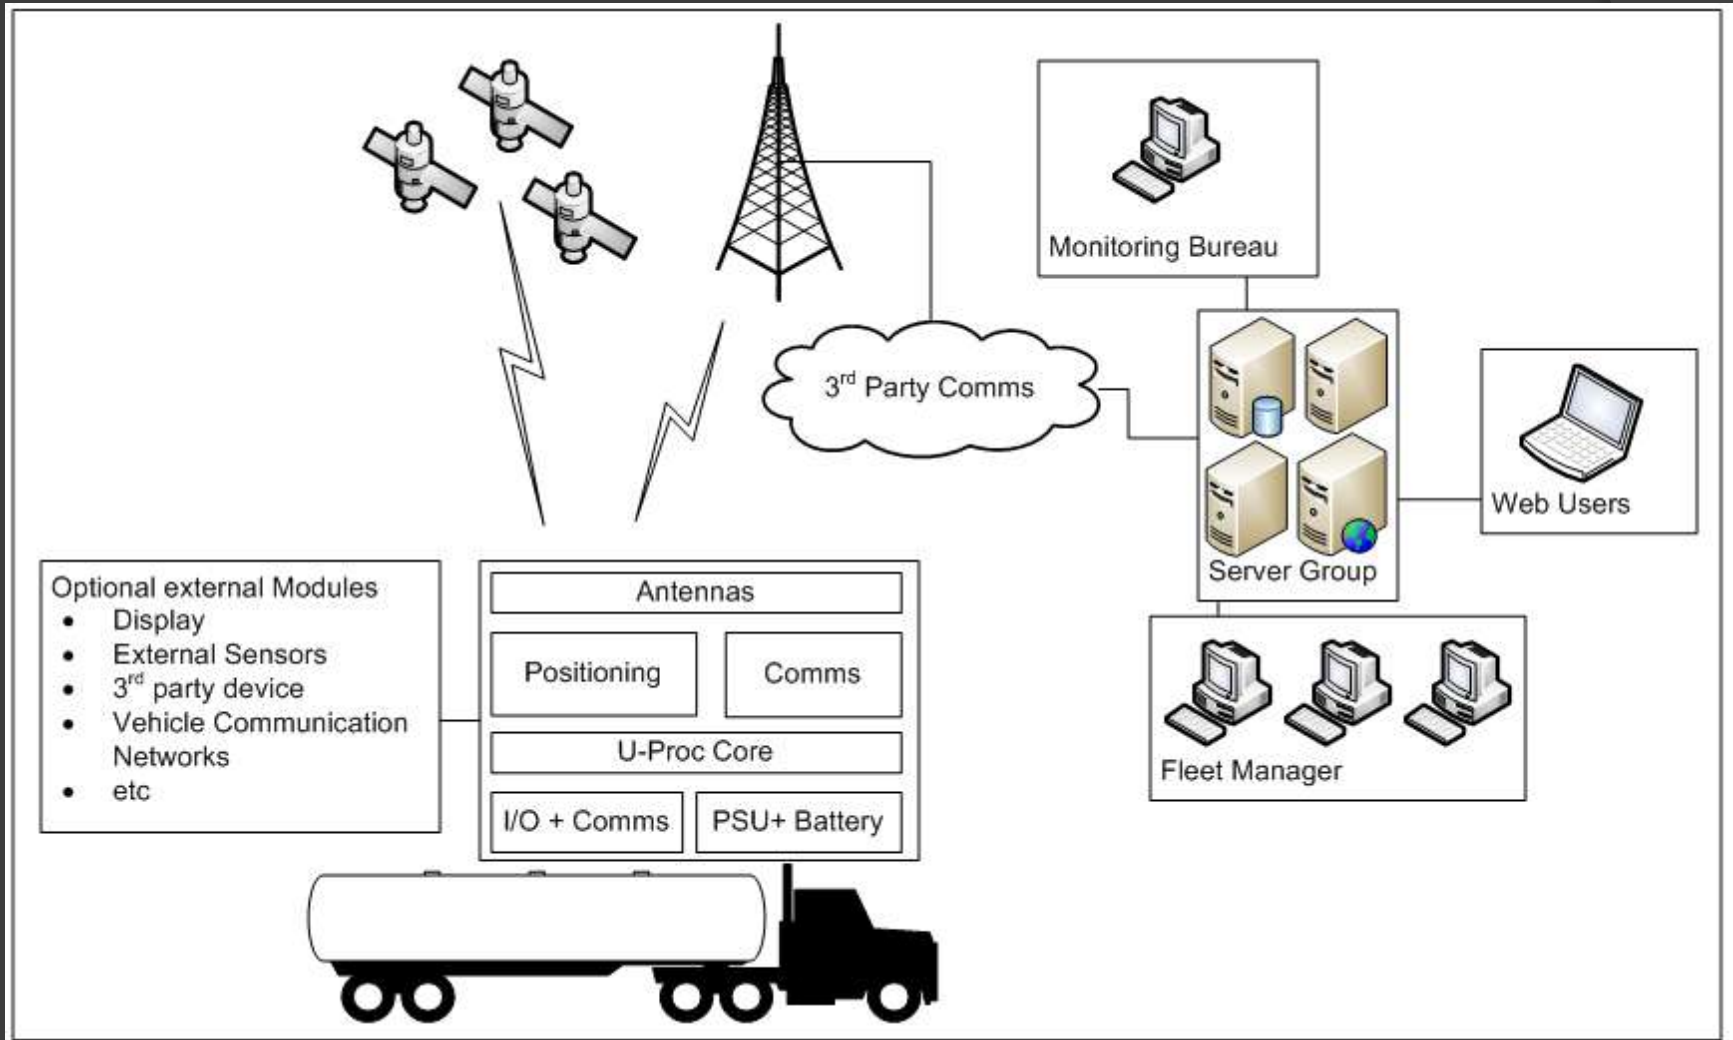 Monitoring Bureau
3rd Party Comms
Web Users
Server Group
Fleet Manager
Optional external Modules
• Display
• External Sensors
• 3rd party device
• Vehicle Communication
Networks
• etc
Antennas
Positioning
Comms
U-Proc Core
I/O + Comms
PSU+ Battery